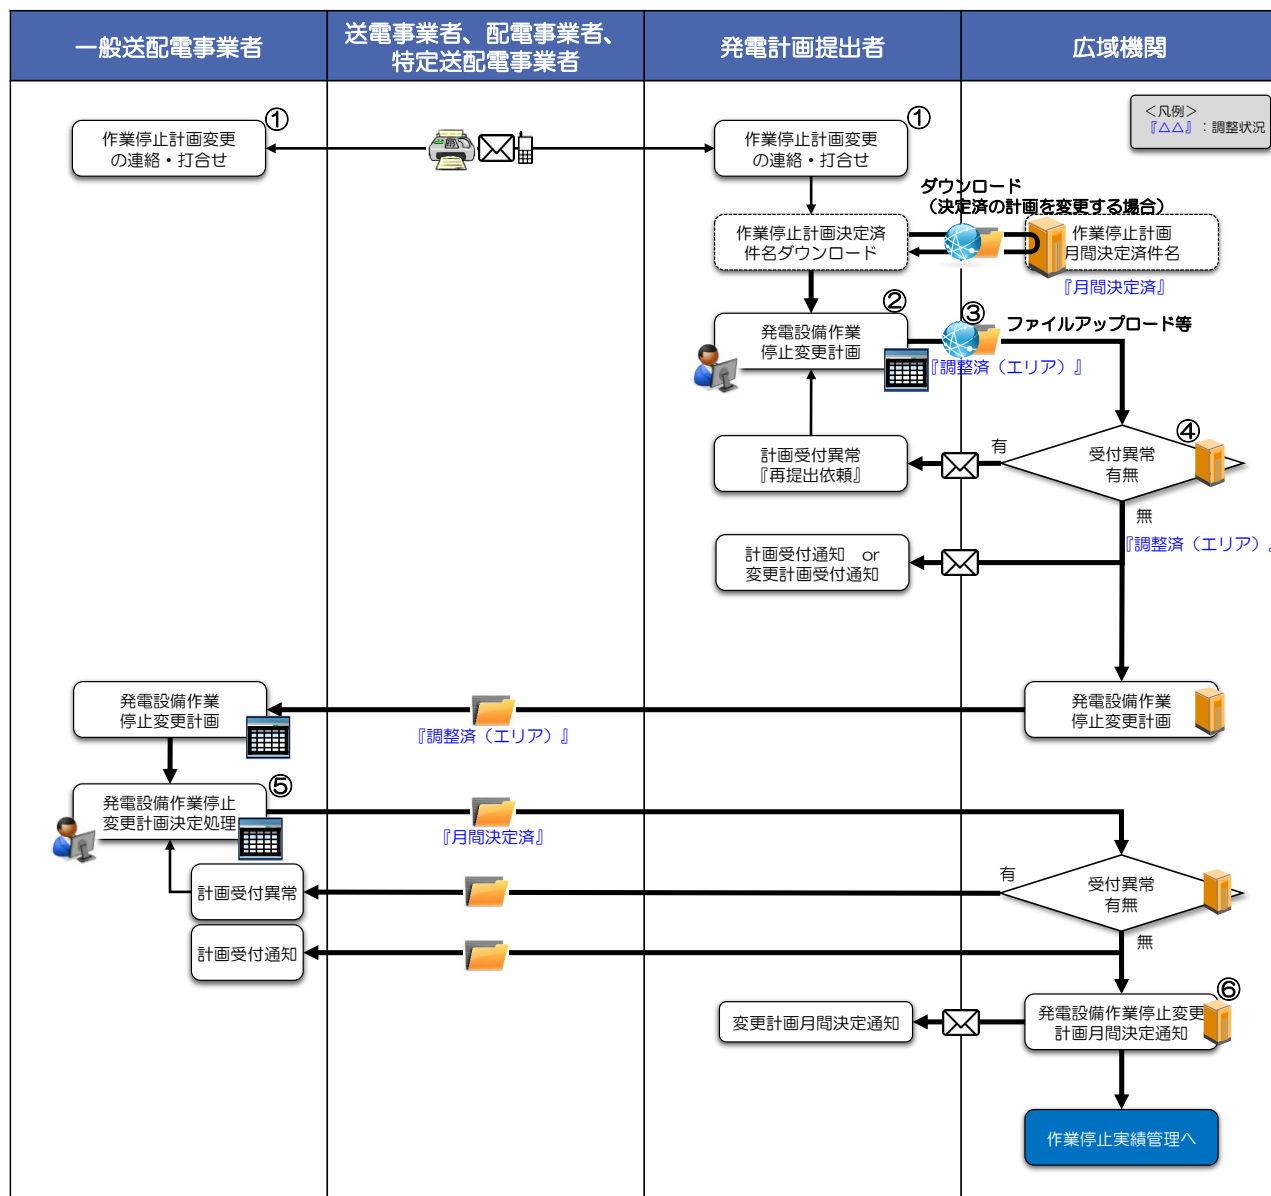 一般送配電事業者
送電事業者、配電事業者、
特定送配電事業者
発電計画提出者
広域機関
＜凡例＞
『△△』：調整状況
①
作業停止計画変更
の連絡・打合せ
①
作業停止計画変更
の連絡・打合せ
ダウンロード
（決定済の計画を変更する場合）
作業停止計画決定済
件名ダウンロード
作業停止計画
月間決定済件名
『月間決定済』
②
発電設備作業
停止変更計画
③
ファイルアップロード等
『調整済（エリア）』
④
受付異常
有無
有
計画受付異常
『再提出依頼』
無
『調整済（エリア）』
計画受付通知　or
変更計画受付通知
発電設備作業
停止変更計画
『調整済（エリア）』
発電設備作業
停止変更計画
⑤
発電設備作業停止
変更計画決定処理
『月間決定済』
受付異常
有無
有
計画受付異常
無
計画受付通知
⑥
発電設備作業停止変更
計画月間決定通知
変更計画月間決定通知
作業停止実績管理へ